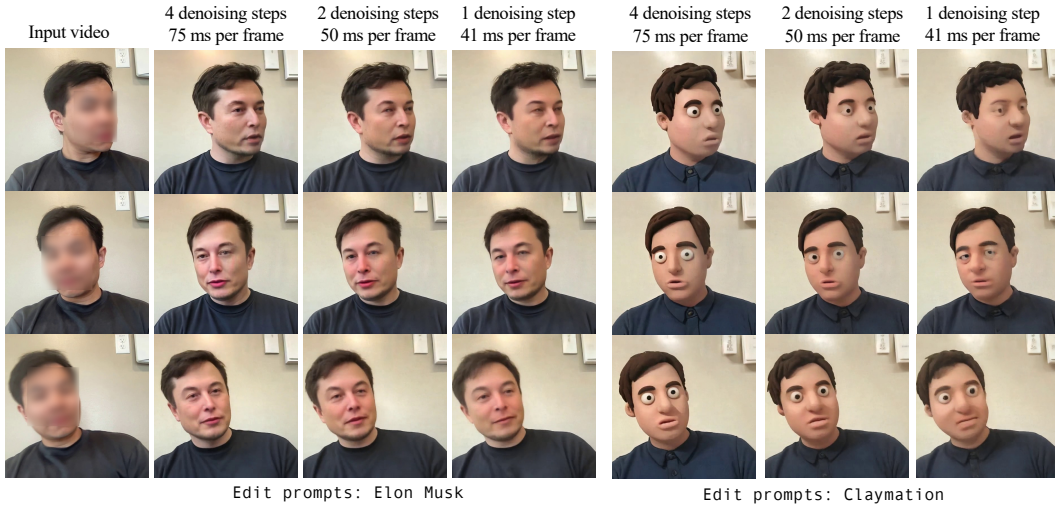 Input video
4 denoising steps
75 ms per frame
2 denoising steps
50 ms per frame
1 denoising step
41 ms per frame
4 denoising steps
75 ms per frame
2 denoising steps
50 ms per frame
1 denoising step
41 ms per frame
Edit prompts: Elon Musk
Edit prompts: Claymation